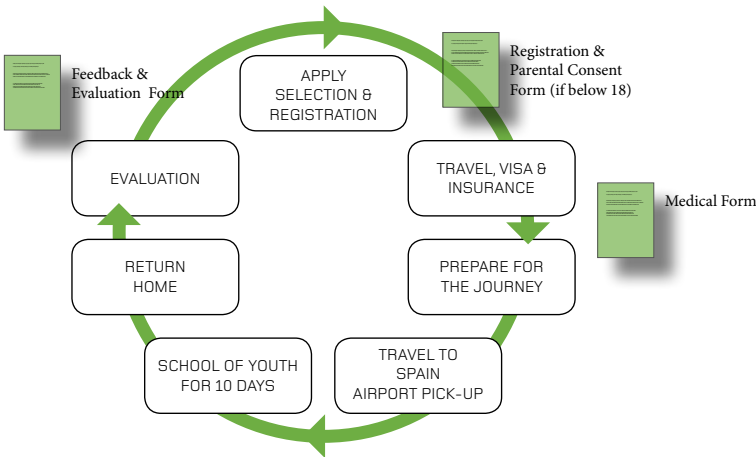 APPLY
SELECTION &
REGISTRATION
Registration &
Parental Consent
Form (if below 18)
TRAVEL, VISA &
INSURANCE
Medical Form
PREPARE FOR
THE JOURNEY
TRAVEL TO
SPAIN
AIRPORT PICK-UP
SCHOOL OF YOUTH
FOR 10 DAYS
RETURN
HOME
EVALUATION
Feedback &
Evaluation Form